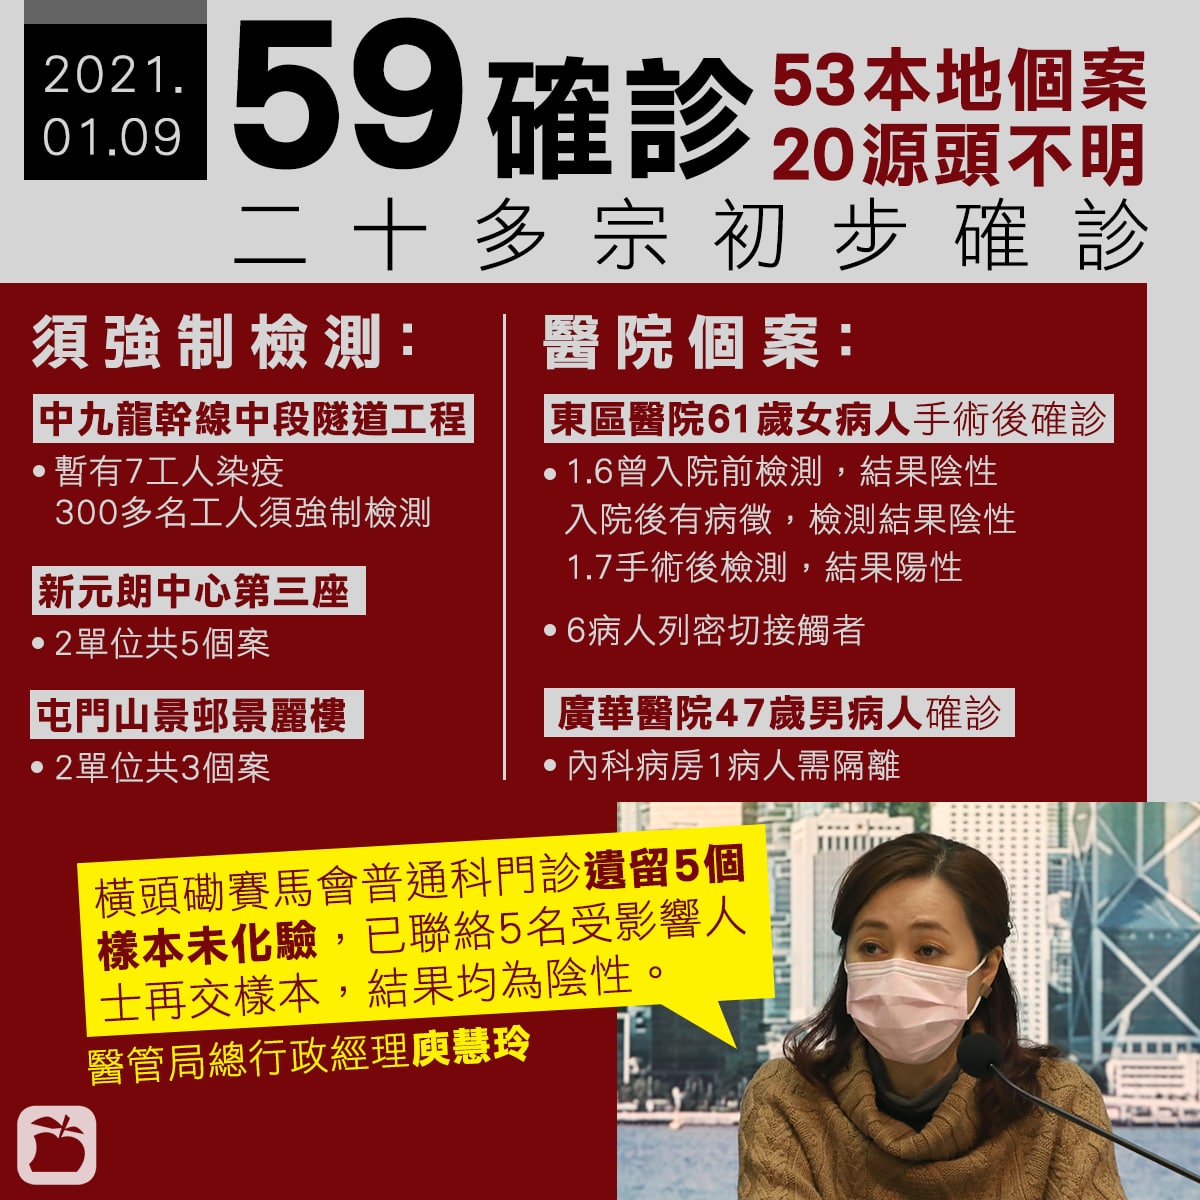 2021.
01.09
59確診
53本地個案
20源頭不明
二十多宗初步確診
須強制檢測：
中九龍幹線中段隧道工程
• 暫有7工人染疫
300多名工人須強制檢測
新元朗中心第三座
• 2單位共5個案
屯門山景邨景麗樓
• 2單位共3個案
醫院個案：
東區醫院61歲女病人手術後確診
• 1.6曾入院前檢測，結果陰性
入院後有病徵，檢測結果陰性
1.7手術後檢測，結果陽性
• 6病人列密切接觸者
廣華醫院47歲男病人確診
• 內科病房1病人需隔離
橫頭磡賽馬會普通科門診遺留5個
樣本未化驗，已聯絡5名受影響人
士再交樣本，結果均為陰性。
醫管局總行政經理庾慧玲